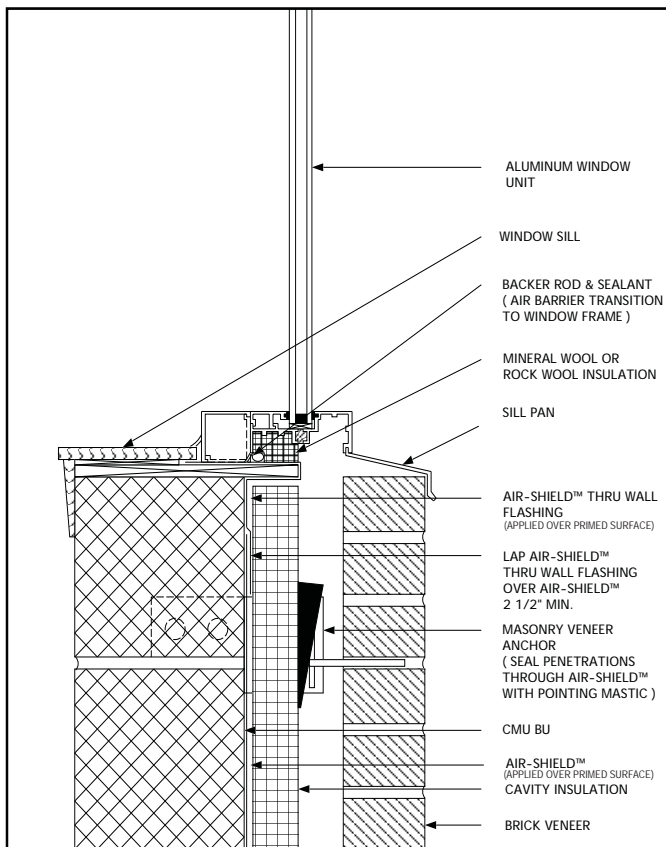 ALUMINUM WINDOW
UNIT
WINDOW SILL
BACKER ROD & SEALANT
( AIR BARRIER TRANSITION
TO WINDOW FRAME )
MINERAL WOOL OR
ROCK WOOL INSULATION
SILL PAN
AIR-SHIELD™ THRU WALL
FLASHING
(APPLIED OVER PRIMED SURFACE)
LAP AIR-SHIELD™
THRU WALL FLASHING
OVER AIR-SHIELD™
2 1/2" MIN.
MASONRY VENEER
ANCHOR
( SEAL PENETRATIONS
THROUGH AIR-SHIELD™
WITH POINTING MASTIC )
CMU BU
AIR-SHIELD™
(APPLIED OVER PRIMED SURFACE)
CAVITY INSULATION
BRICK VENEER